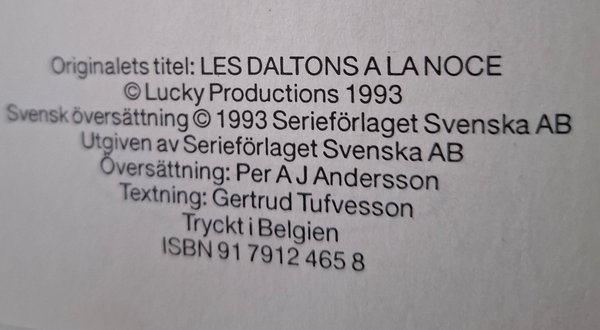 Originalets titel: LES DALTONS A LA NOCE
© Lucky Productions 1993
Svensk översättning © 1993 Serieförlaget Svenska AB
Utgiven av Serieförlaget Svenska AB
Översättning: Per A J Andersson
Textning: Gertrud Tufvesson
Tryckt i Belgien
ISBN 91 7912 465 8